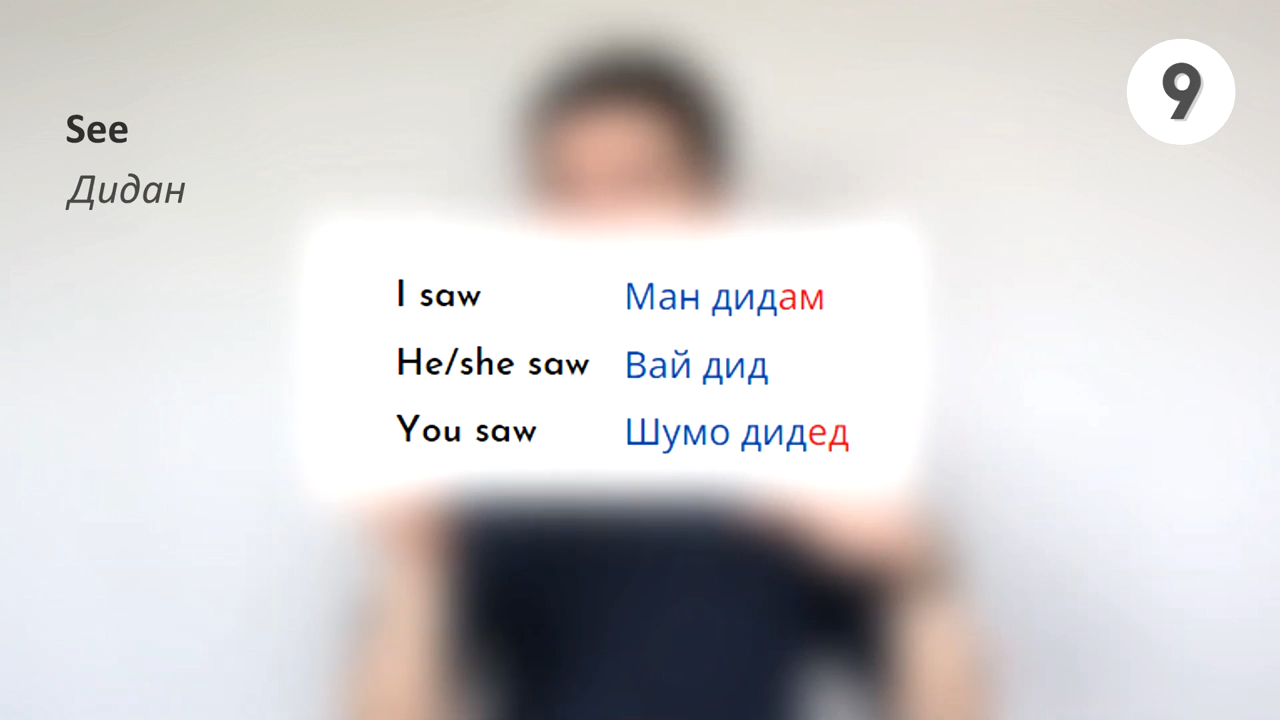 9
See
Дидан
I saw Ман дидам
He/she saw Вай дид
You saw Шумо дидед